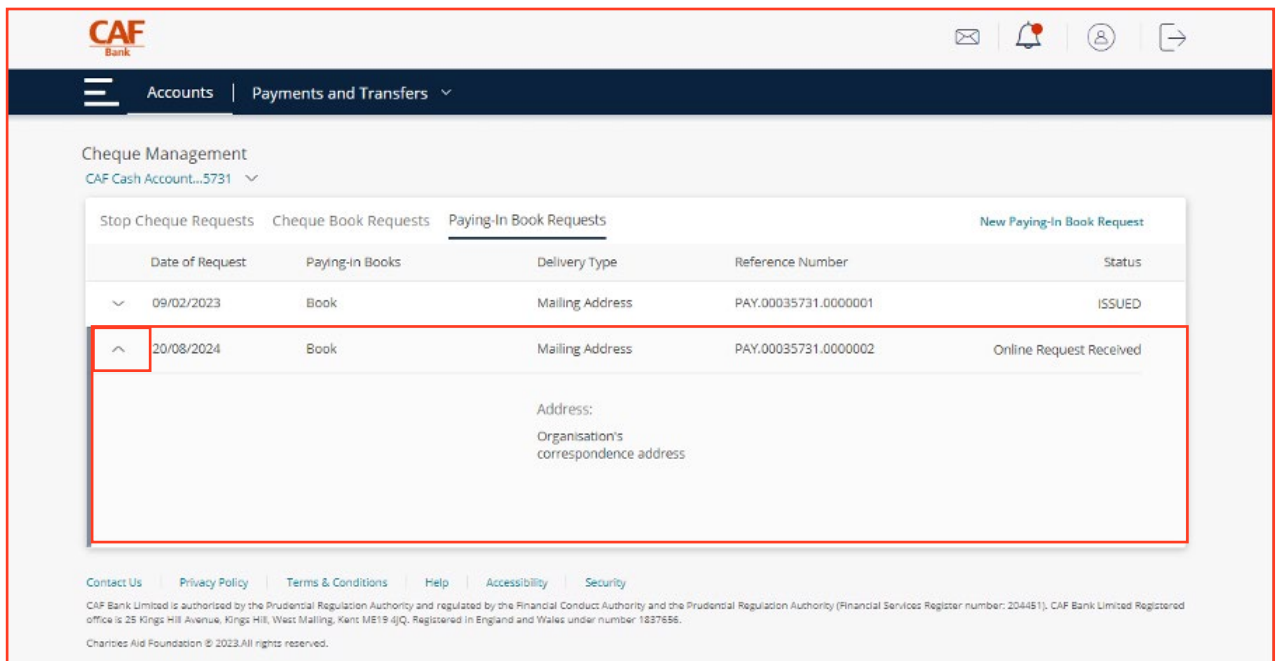 CAF
Bank
Accounts | Payments and Transfers
Cheque Management
CAF Cash Account...5731
Stop Cheque Requests Cheque Book Requests Paying-In Book Requests New Paying-In Book Request
Date of Request Paying-in Books Delivery Type Reference Number Status
09/02/2023 Book Mailing Address PAY.00035731.0000001 ISSUED
20/08/2024 Book Mailing Address PAY.00035731.0000002 Online Request Received
Address:
Organisation's
correspondence address
Contact Us Privacy Policy Terms & Conditions Help Accessibility Security
CAF Bank Limited is authorised by the Prudential Regulation Authority and regulated by the Financial Conduct Authority and the Prudential Regulation Authority (Financial Services Register number: 204451). CAF Bank Limited Registered
office is 25 Kings Hill Avenue, Kings Hill, West Malling, Kent ME19 4JQ. Registered in England and Wales under number 1837656.
Charities Aid Foundation © 2023.All rights reserved.